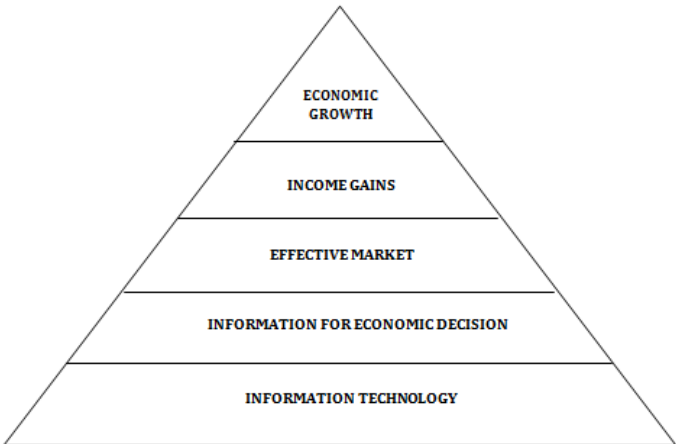 ECONOMIC
GROWTH
INCOME GAINS
EFFECTIVE MARKET
INFORMATION FOR ECONOMIC DECISION
INFORMATION TECHNOLOGY